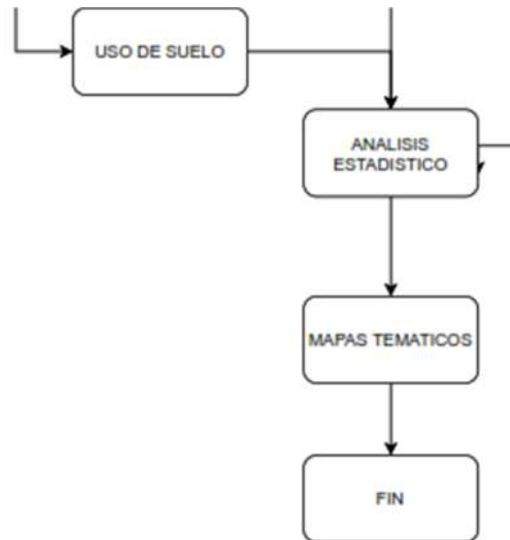 USO DE SUELO
ANALISIS
ESTADISTICO
MAPAS TEMATICOS
FIN